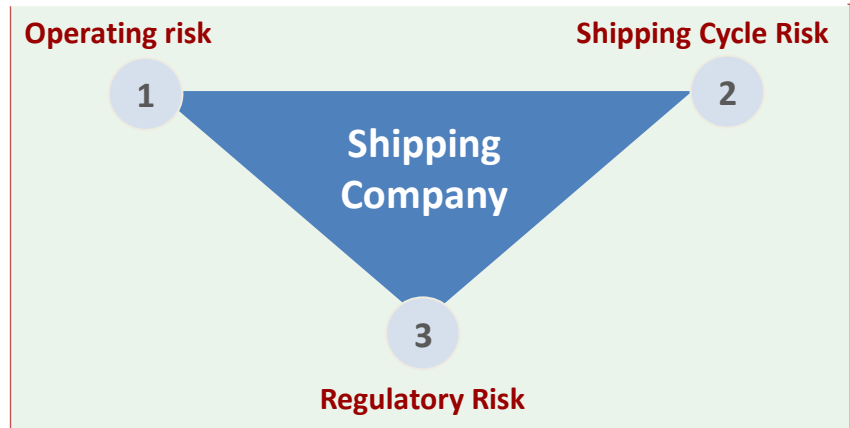 Operating risk
Shipping Cycle Risk
1
2
Shipping
Company
3
Regulatory Risk